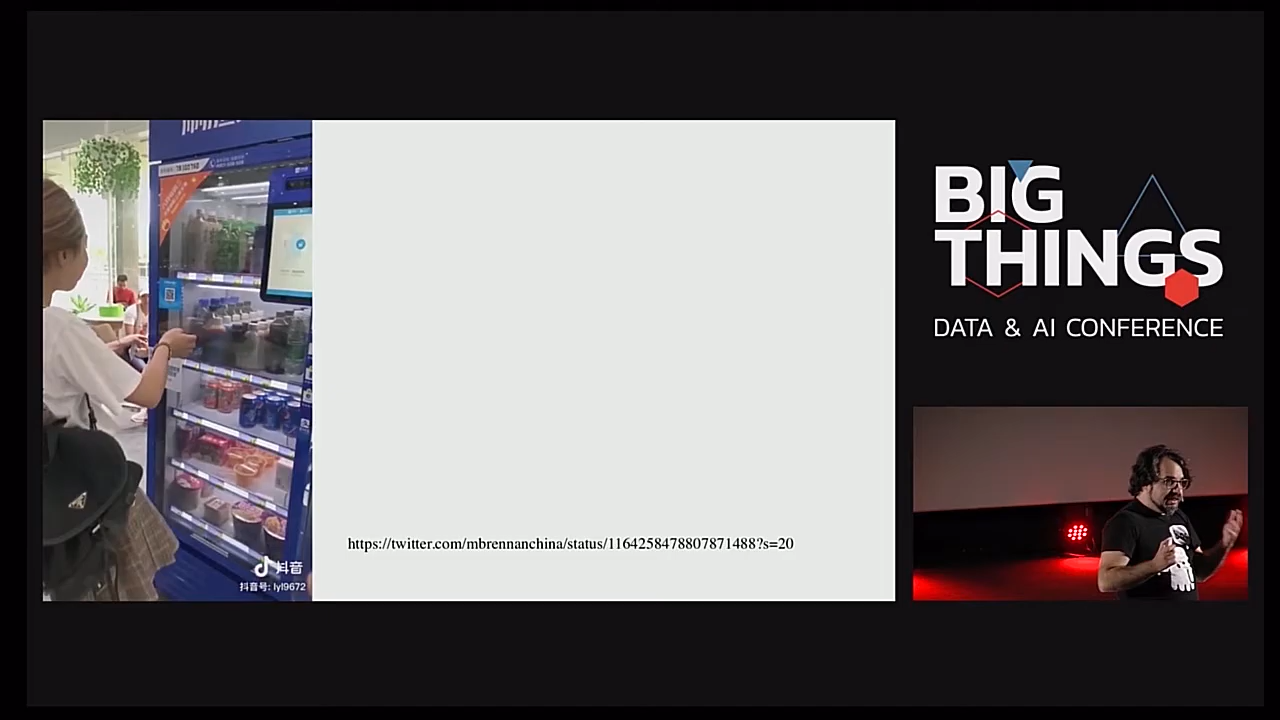 https://twitter.com/mbrennanchina/status/1164258478807871488?s=20
抖音
抖音号: lyl9672
BIG
THINGS
DATA & AI CONFERENCE